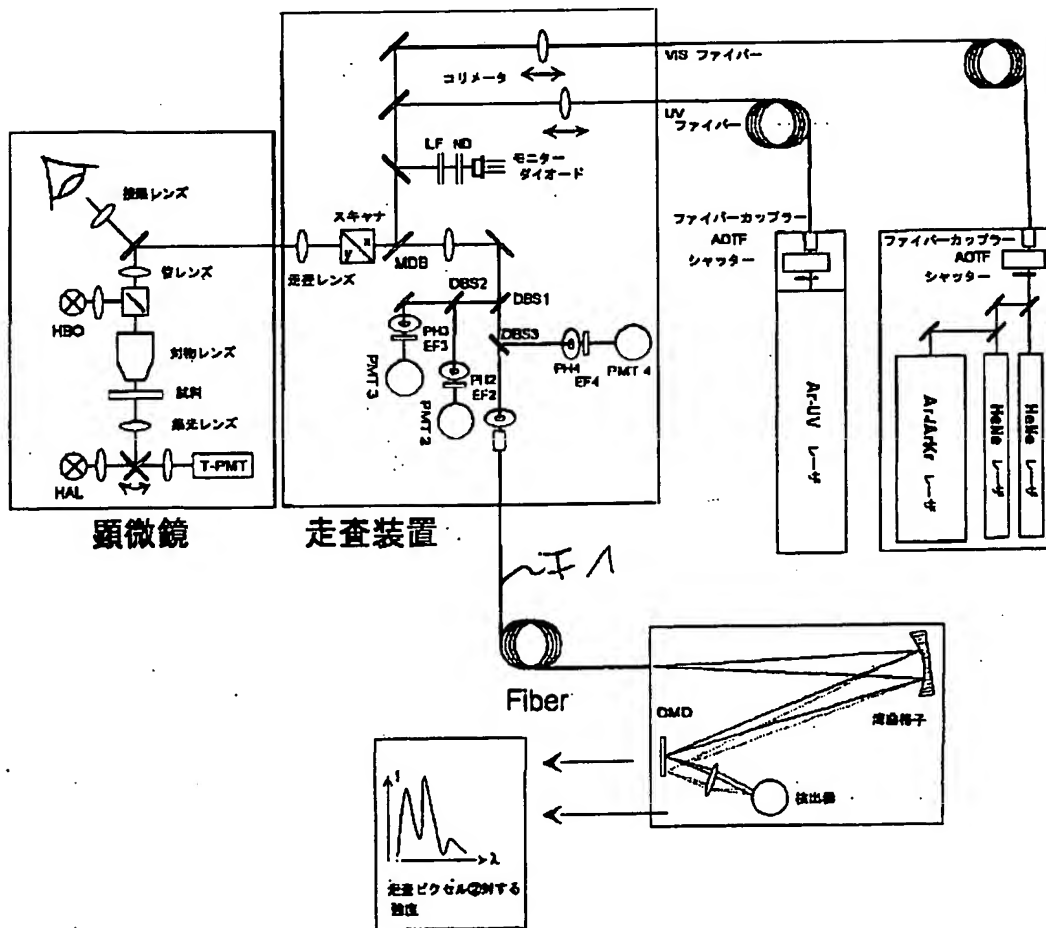 VIS ファイバー
コリメータ
UV
ファイバー
LF ND
モニター
ダイオード
接眼レンズ
スキャナ
x
y
走査レンズ
MDB
管レンズ
HBO
対物レンズ
試料
集光レンズ
HAL
T-PMT
DBS2
DBS1
DBS3
PH3
EF3
PMT 3
PH2
EF2
PMT 2
PH4
EF4
PMT 4
ファイバーカップラー
AOTF
シャッター
Ar-UV レーザ
ファイバーカップラー
AOTF
シャッター
Ar/ArKr レーザ
HeNe レーザ
HeNe レーザ
顕微鏡
走査装置
Fiber
DMD
湾曲格子
検出器
I
λ
走査ピクセル②対する
強度